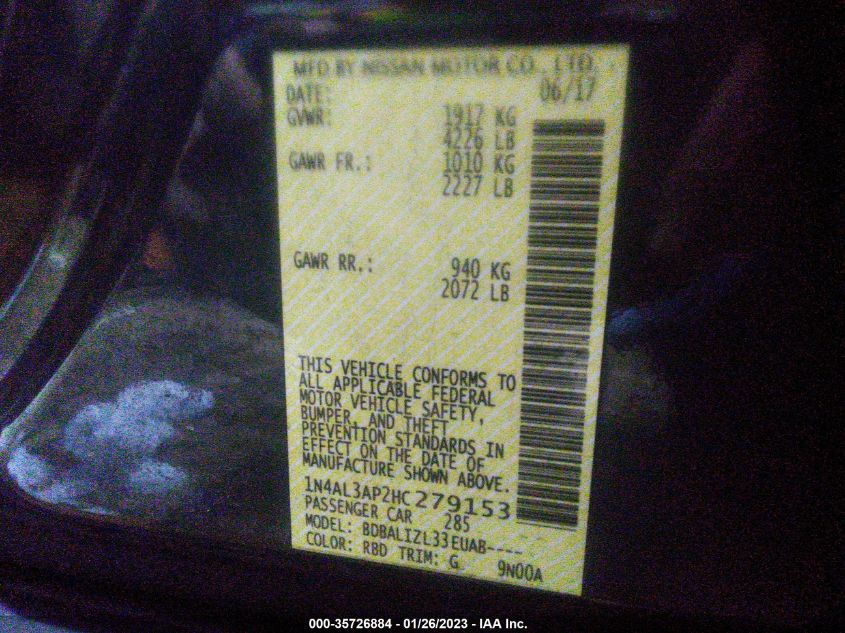 MFD BY NISSAN MOTOR CO., LTD.
DATE: 06/17
GVWR: 1917 KG
4226 LB
GAWR FR.: 1010 KG
2227 LB
GAWR RR.: 940 KG
2072 LB
THIS VEHICLE CONFORMS TO
ALL APPLICABLE FEDERAL
MOTOR VEHICLE SAFETY,
BUMPER, AND THEFT
PREVENTION STANDARDS IN
EFFECT ON THE DATE OF
MANUFACTURE SHOWN ABOVE.
1N4AL3AP2HC279153
PASSENGER CAR 285
MODEL: BDBALIZL33EUAB----
COLOR: RBD TRIM: G 9N00A
000-35726884 - 01/26/2023 - IAA Inc.